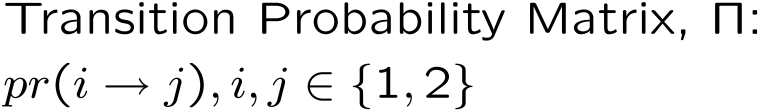 Transition Probability Matrix, Π:
pr(i → j), i, j ∈ {1, 2}